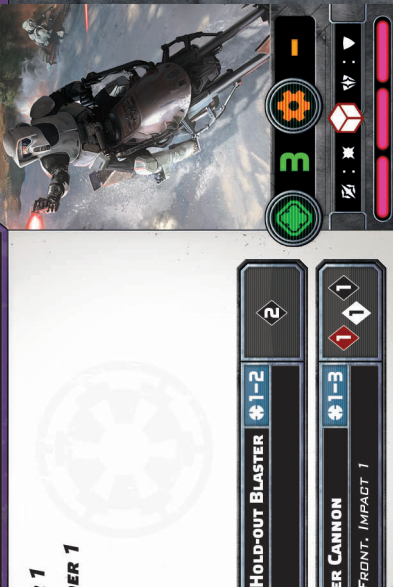 1
ER 1
3 –
HOLD-OUT BLASTER 1–2 2
ER CANNON 1–3 1 1 1
FRONT, IMPACT 1